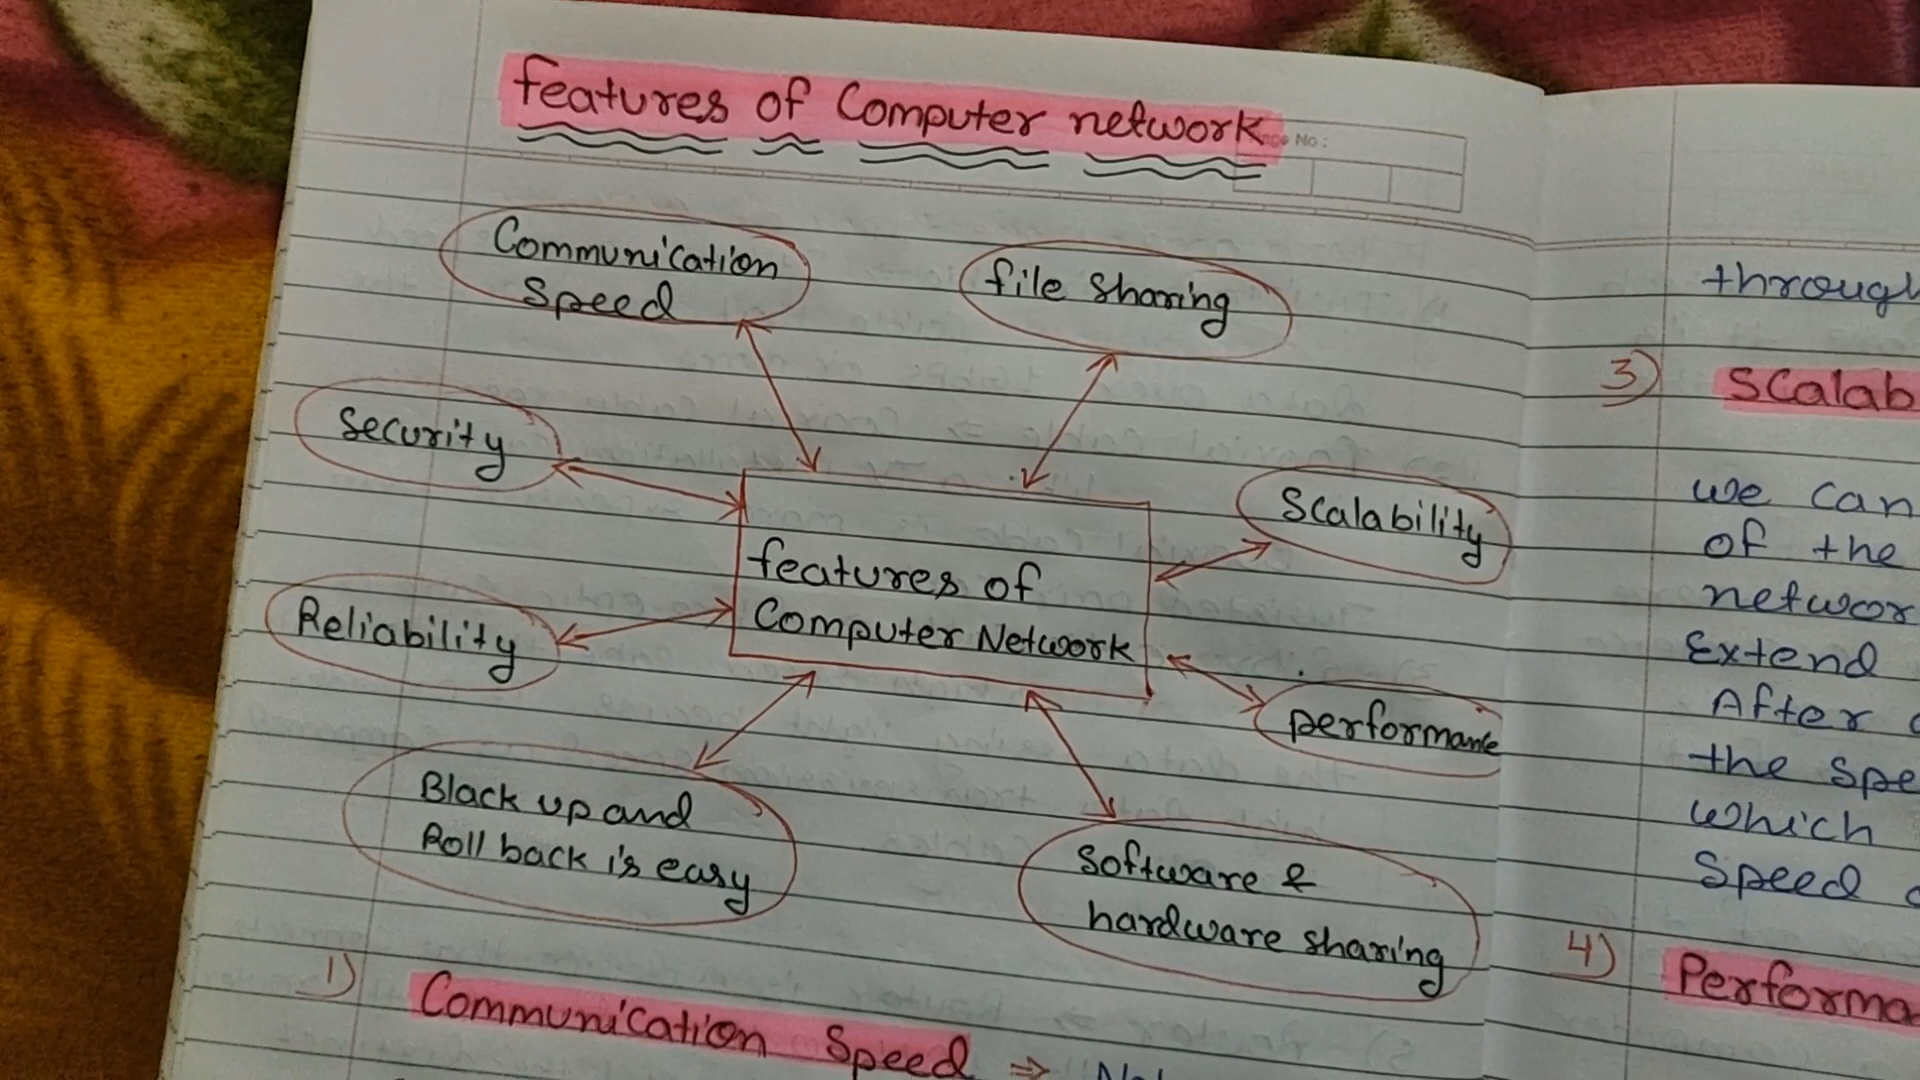 features of Computer network
No:
Communication
Speed
file Sharing
Security
Scalability
features of
Computer Network
Reliability
performance
Black up and
Roll back is easy
Software &
hardware sharing
1) Communication Speed ⇒
through
3) Scalab
we can
of the
networ
Extend
After
the Spe
which
Speed
4) Performa